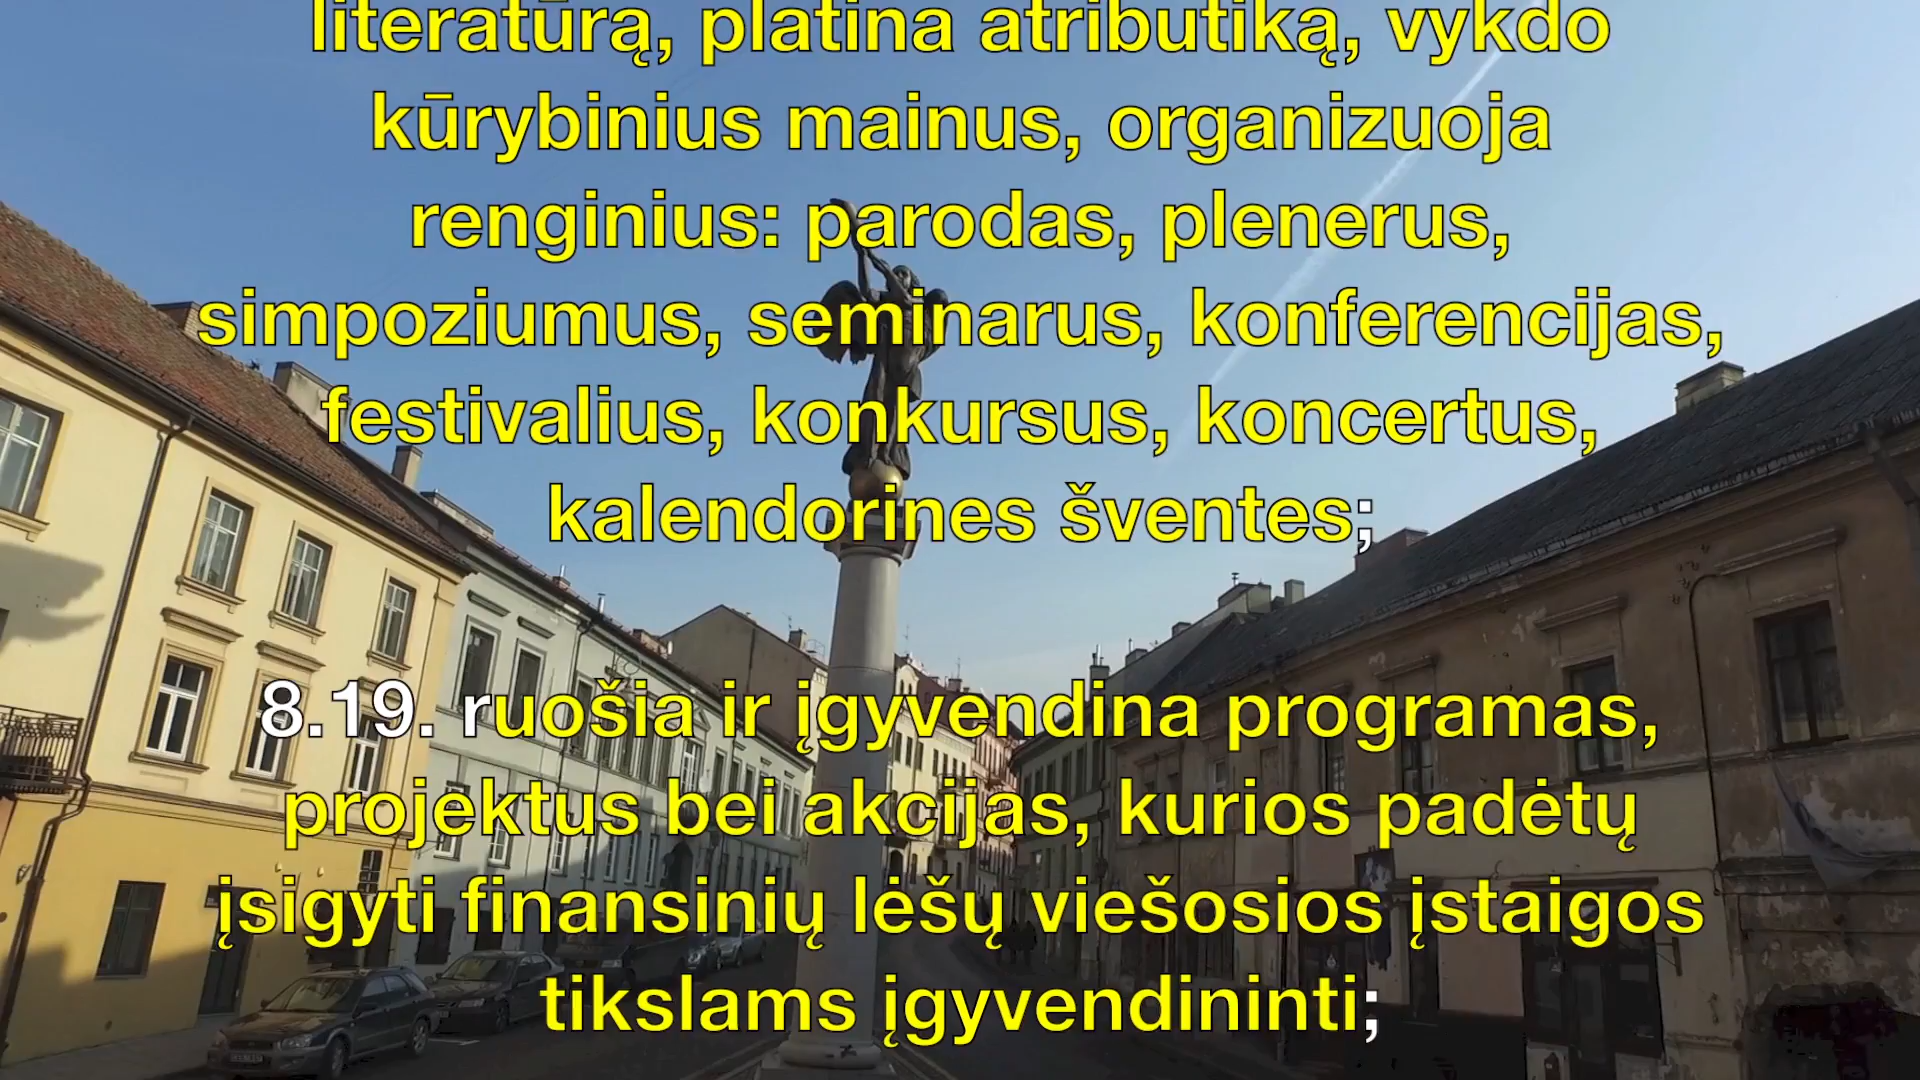 literatūrą, platina atributiką, vykdo
kūrybinius mainus, organizuoja
renginius: parodas, plenerus,
simpoziumus, seminarus, konferencijas,
festivalius, konkursus, koncertus,
kalendorines šventes;
8.19. ruošia ir įgyvendina programas,
projektus bei akcijas, kurios padėtų
įsigyti finansinių lėšų viešosios įstaigos
tikslams įgyvendininti;